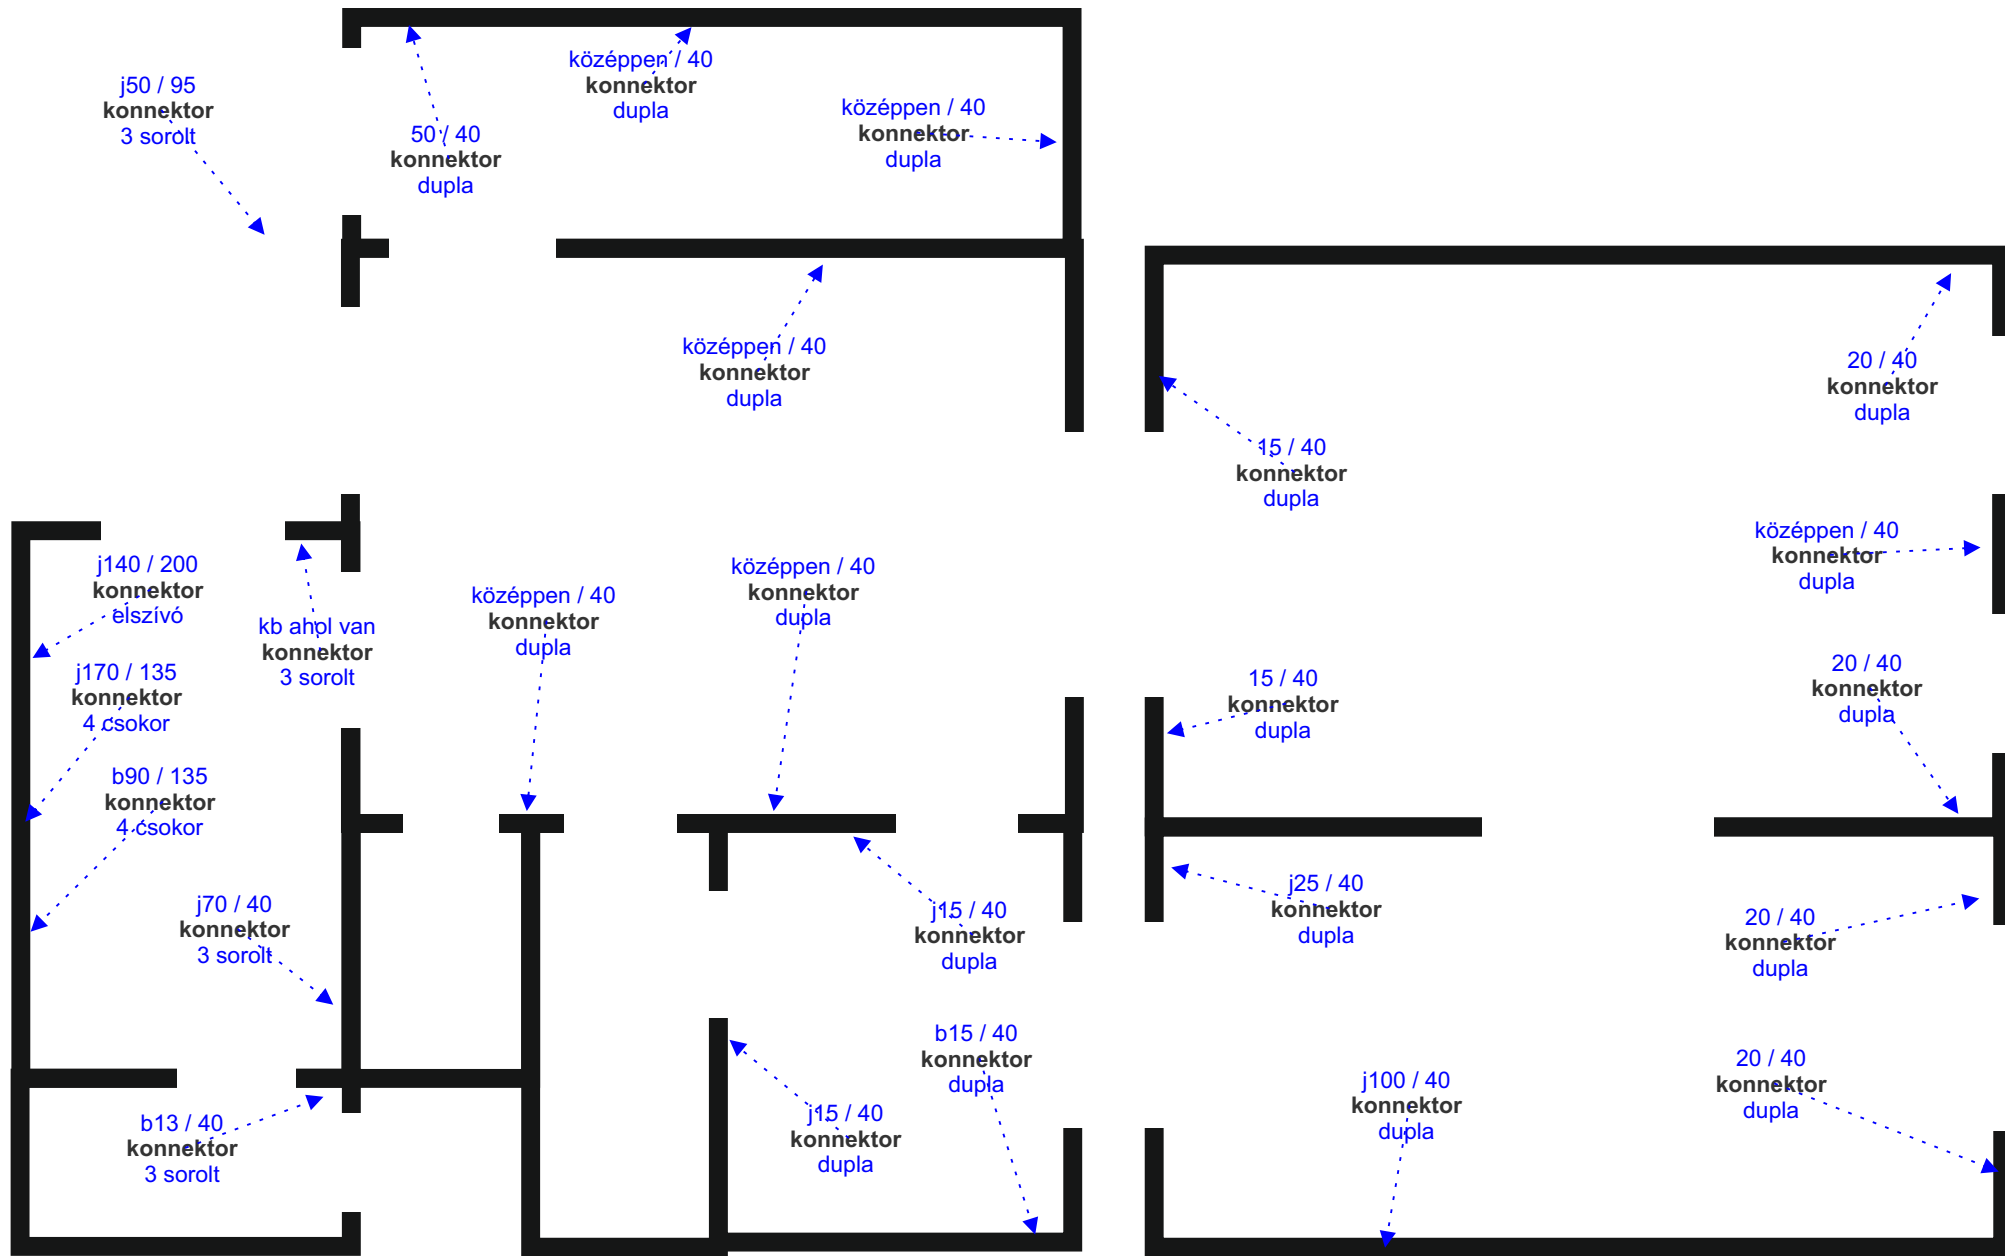 középpen / 40
konnektor
dupla
j50 / 95
konnektor
3 sorolt
50 / 40
konnektor
dupla
középpen / 40
konnektor
dupla
középpen / 40
konnektor
dupla
20 / 40
konnektor
dupla
15 / 40
konnektor
dupla
középpen / 40
konnektor
dupla
j140 / 200
konnektor
elszívó
kb ahol van
konnektor
3 sorolt
középpen / 40
konnektor
dupla
középpen / 40
konnektor
dupla
j170 / 135
konnektor
4 csokor
15 / 40
konnektor
dupla
20 / 40
konnektor
dupla
b90 / 135
konnektor
4 csokor
j70 / 40
konnektor
3 sorolt
j15 / 40
konnektor
dupla
j25 / 40
konnektor
dupla
20 / 40
konnektor
dupla
b15 / 40
konnektor
dupla
j100 / 40
konnektor
dupla
20 / 40
konnektor
dupla
b13 / 40
konnektor
3 sorolt
j15 / 40
konnektor
dupla